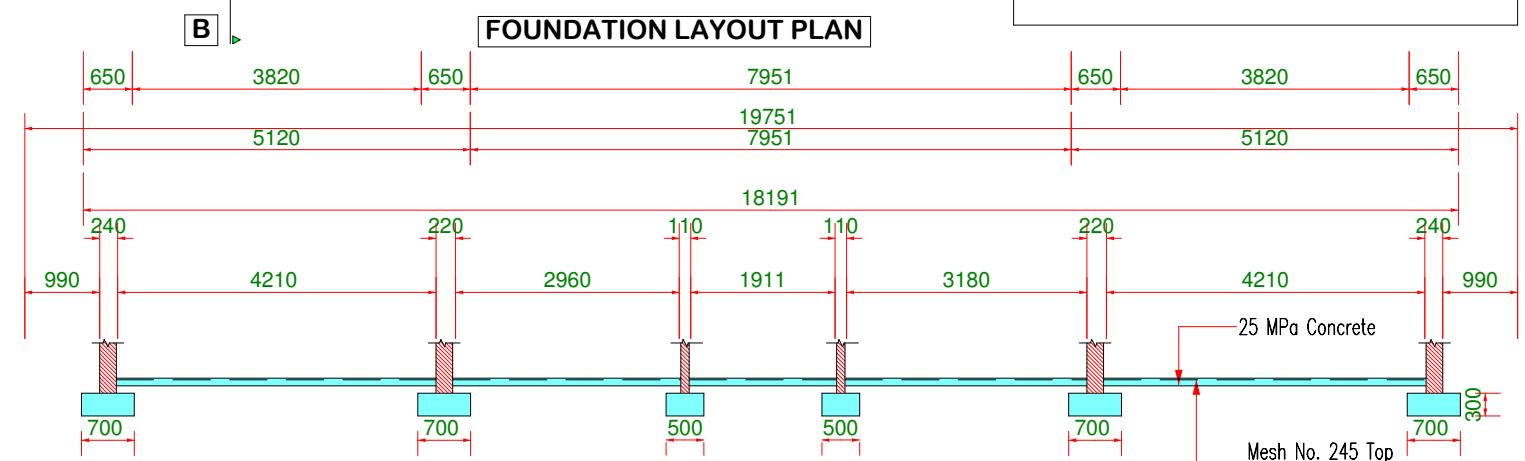 B
FOUNDATION LAYOUT PLAN
650 3820 650 7951 650 3820 650
19751
5120 7951 5120
18191
240 220 110 110 220 240
990 4210 2960 1911 3180 4210 990
25 MPa Concrete
300
700 700 500 500 700 700
Mesh No. 245 Top